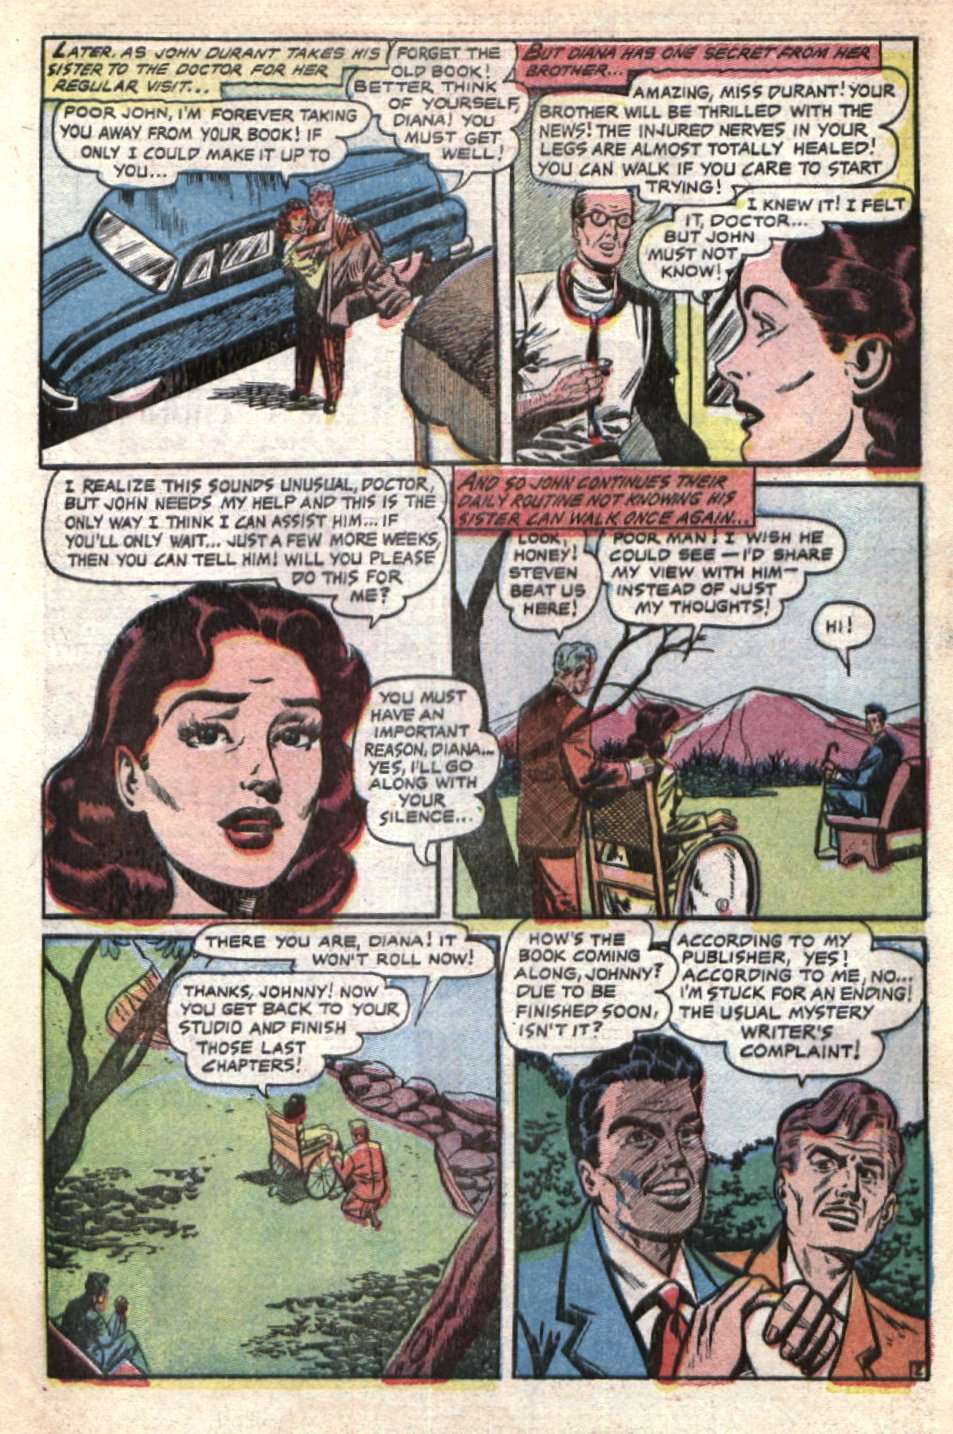 LATER, AS JOHN DURANT TAKES HIS
SISTER TO THE DOCTOR FOR HER
REGULAR VISIT...
POOR JOHN, I'M FOREVER TAKING
YOU AWAY FROM YOUR BOOK! IF
ONLY I COULD MAKE IT UP TO
YOU...
FORGET THE
OLD BOOK!
BETTER THINK
OF YOURSELF,
DIANA! YOU
MUST GET
WELL!
BUT DIANA HAS ONE SECRET FROM HER
BROTHER...
AMAZING, MISS DURANT! YOUR
BROTHER WILL BE THRILLED WITH THE
NEWS! THE INJURED NERVES IN YOUR
LEGS ARE ALMOST TOTALLY HEALED!
YOU CAN WALK IF YOU CARE TO START
TRYING!
I KNEW IT! I FELT
IT, DOCTOR...
BUT JOHN
MUST NOT
KNOW!
I REALIZE THIS SOUNDS UNUSUAL, DOCTOR,
BUT JOHN NEEDS MY HELP AND THIS IS THE
ONLY WAY I THINK I CAN ASSIST HIM... IF
YOU'LL ONLY WAIT... JUST A FEW MORE WEEKS,
THEN YOU CAN TELL HIM! WILL YOU PLEASE
DO THIS FOR
ME?
YOU MUST
HAVE AN
IMPORTANT
REASON, DIANA...
YES, I'LL GO
ALONG WITH
YOUR
SILENCE...
AND SO JOHN CONTINUES THEIR
DAILY ROUTINE NOT KNOWING HIS
SISTER CAN WALK ONCE AGAIN...
LOOK,
HONEY!
STEVEN
BEAT US
HERE!
POOR MAN! I WISH HE
COULD SEE - I'D SHARE
MY VIEW WITH HIM-
INSTEAD OF JUST
MY THOUGHTS!
HI!
THERE YOU ARE, DIANA! IT
WON'T ROLL NOW!
THANKS, JOHNNY! NOW
YOU GET BACK TO YOUR
STUDIO AND FINISH
THOSE LAST
CHAPTERS!
HOW'S THE
BOOK COMING
ALONG, JOHNNY?
DUE TO BE
FINISHED SOON,
ISN'T IT?
ACCORDING TO MY
PUBLISHER, YES!
ACCORDING TO ME, NO...
I'M STUCK FOR AN ENDING!
THE USUAL MYSTERY
WRITER'S
COMPLAINT!
2